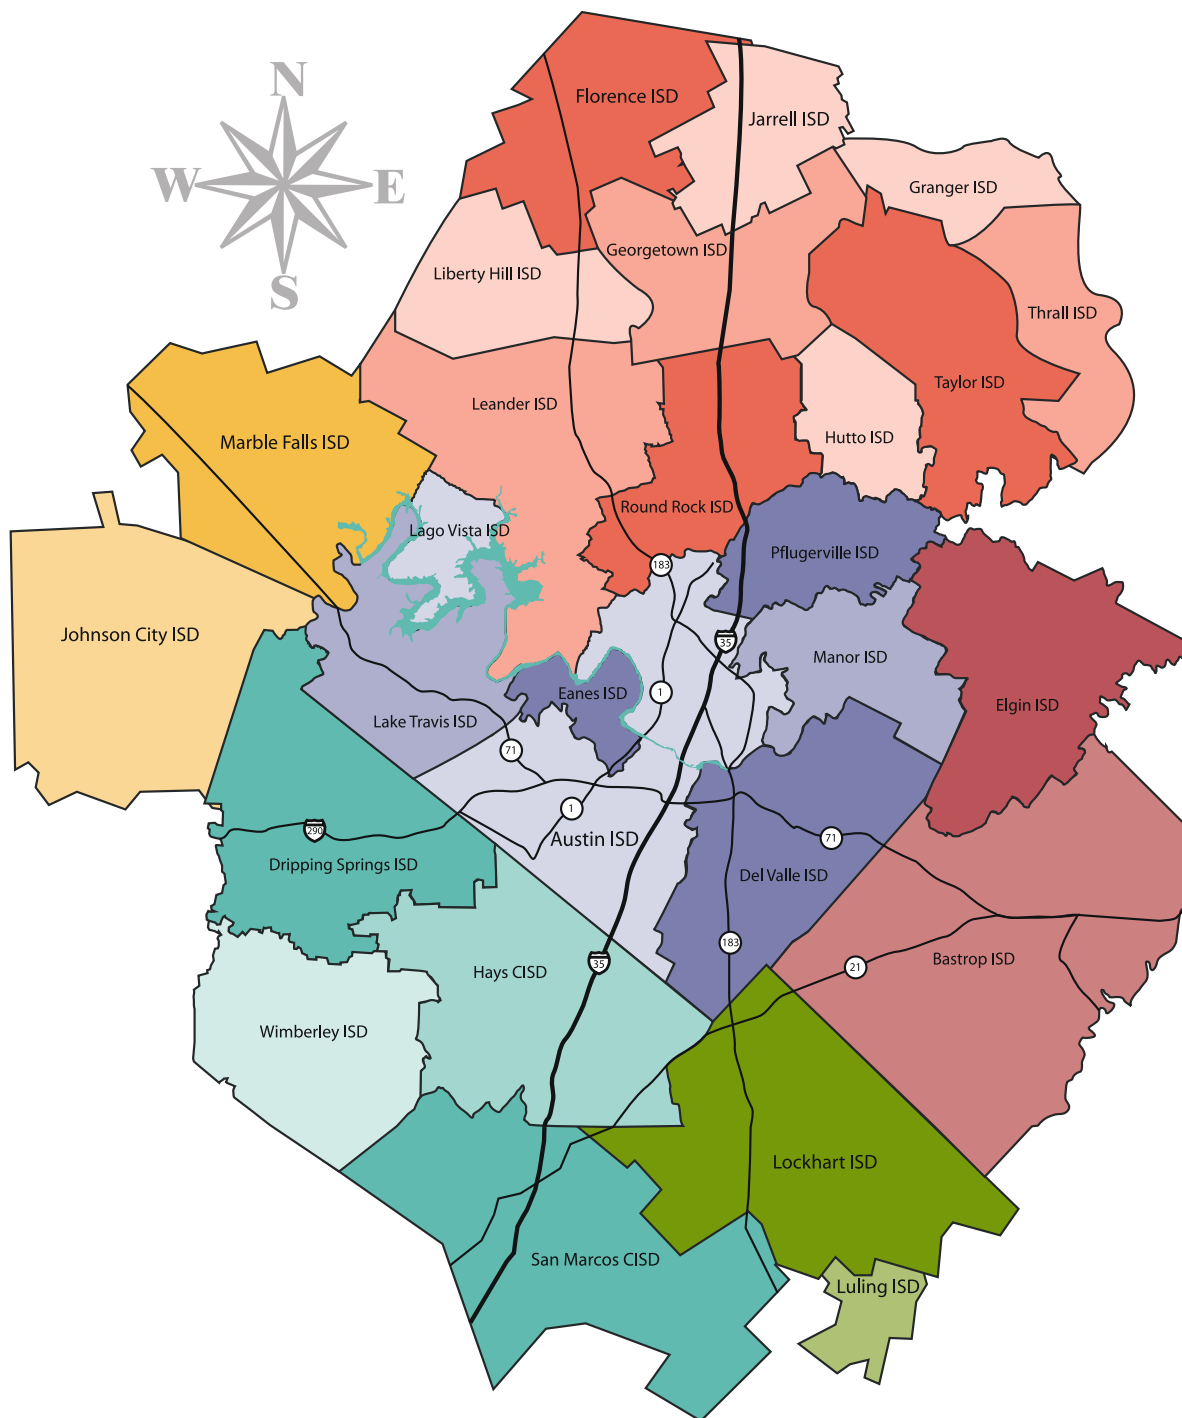 N
Florence ISD
Jarrell ISD
W
E
Granger ISD
Georgetown ISD
Liberty Hill ISD
S
Thrall ISD
Taylor ISD
Leander ISD
Hutto ISD
Marble Falls ISD
Round Rock ISD
Lago Vista ISD
Pflugerville ISD
183
Johnson City ISD
35
Manor ISD
Eanes ISD
1
Elgin ISD
Lake Travis ISD
71
1
290
71
Austin ISD
Dripping Springs ISD
Del Valle ISD
183
Bastrop ISD
35
21
Hays CISD
Wimberley ISD
Lockhart ISD
San Marcos CISD
Luling ISD